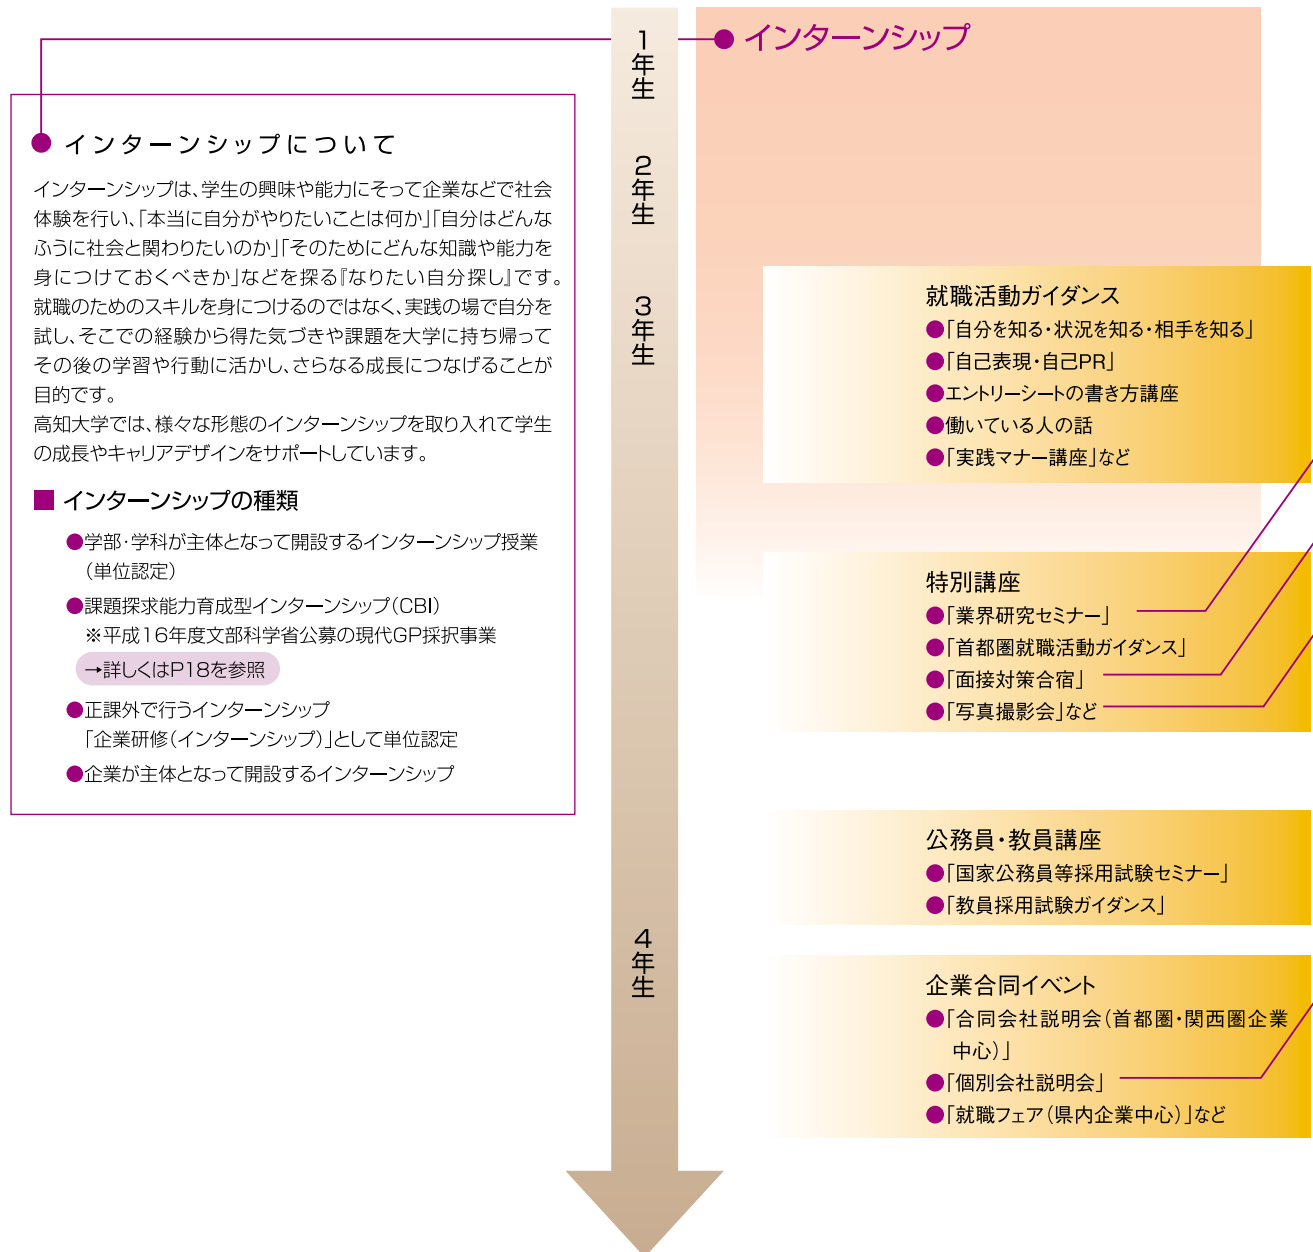 インターンシップ
1年生
2年生
3年生
4年生
インターンシップについて
インターンシップは、学生の興味や能力にそって企業などで社会
体験を行い、「本当に自分がやりたいことは何か」「自分はどんな
ふうに社会と関わりたいのか」「そのためにどんな知識や能力を
身につけておくべきか」などを探る『なりたい自分探し』です。
就職のためのスキルを身につけるのではなく、実践の場で自分を
試し、そこでの経験から得た気づきや課題を大学に持ち帰って
その後の学習や行動に活かし、さらなる成長につなげることが
目的です。
高知大学では、様々な形態のインターンシップを取り入れて学生
の成長やキャリアデザインをサポートしています。
■ インターンシップの種類
●学部・学科が主体となって開設するインターンシップ授業
（単位認定）
●課題探求能力育成型インターンシップ（CBI）
※平成16年度文部科学省公募の現代GP採択事業
→詳しくはP18を参照
●正課外で行うインターンシップ
「企業研修（インターンシップ）」として単位認定
●企業が主体となって開設するインターンシップ
就職活動ガイダンス
●「自分を知る・状況を知る・相手を知る」
●「自己表現・自己PR」
●エントリーシートの書き方講座
●働いている人の話
●「実践マナー講座」など
特別講座
●「業界研究セミナー」
●「首都圏就職活動ガイダンス」
●「面接対策合宿」
●「写真撮影会」など
公務員・教員講座
●「国家公務員等採用試験セミナー」
●「教員採用試験ガイダンス」
企業合同イベント
●「合同会社説明会（首都圏・関西圏企業
中心）」
●「個別会社説明会」
●「就職フェア（県内企業中心）」など